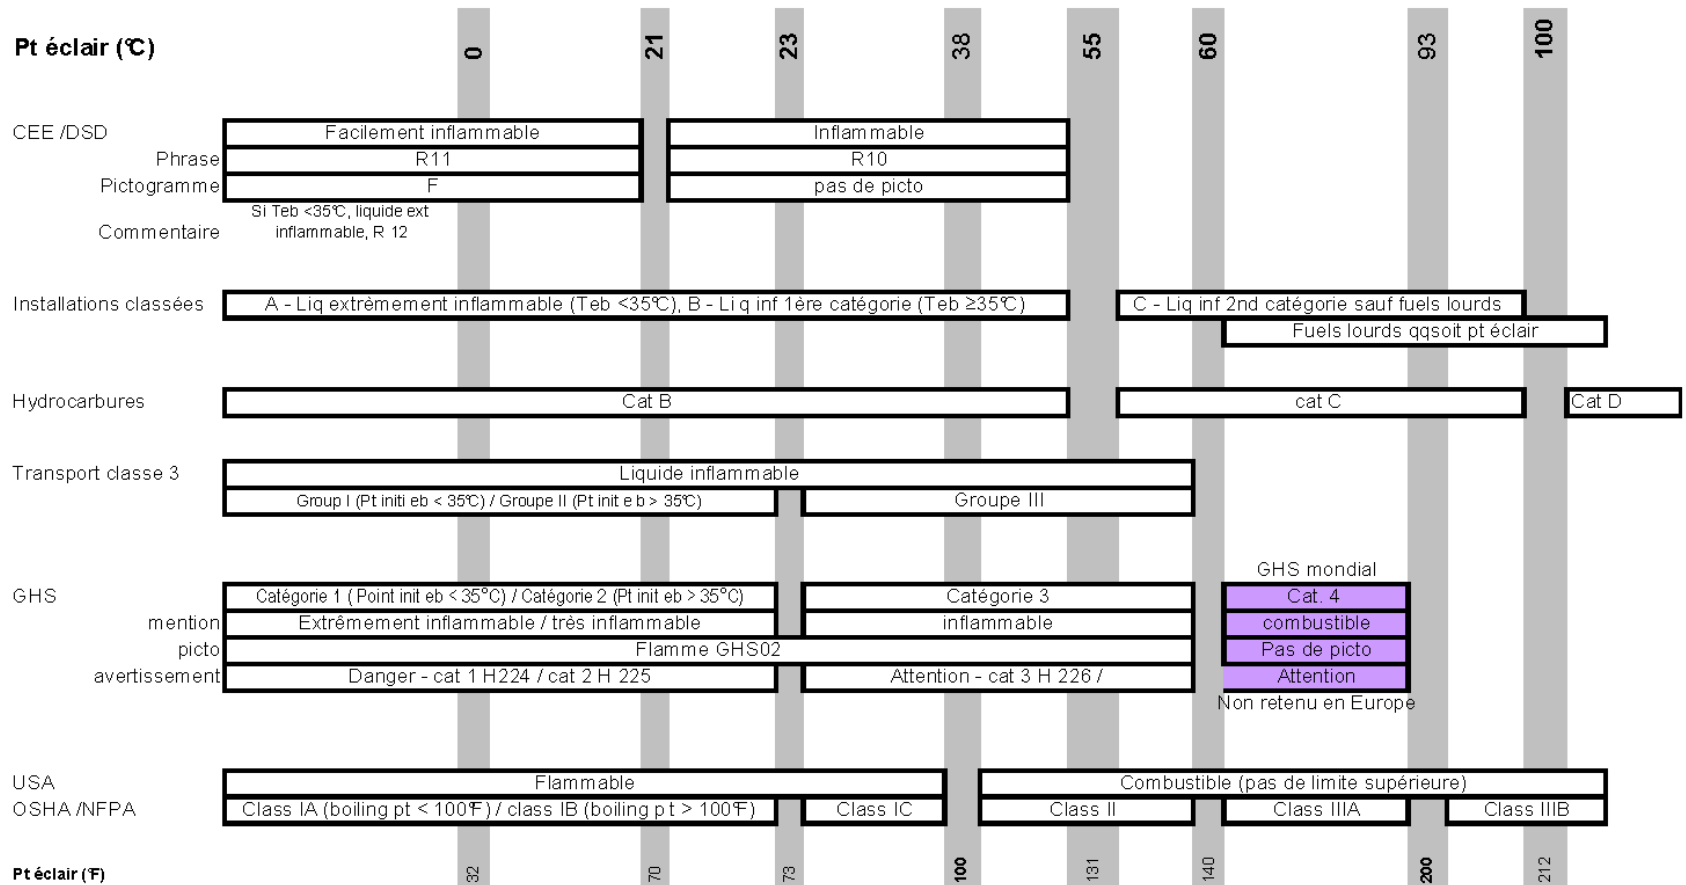 Pt éclair (°C) 0 21 23 38 55 60 93 100
CEE /DSD Facilement inflammable Inflammable
Phrase R11 R10
Pictogramme F pas de picto
Si Teb <35°C, liquide ext
Commentaire inflammable, R 12
Installations classées A - Liq extrèmement inflammable (Teb <35°C), B - Liq inf 1ère catégorie (Teb ≥35°C) C - Liq inf 2nd catégorie sauf fuels lourds
Fuels lourds qqsoit pt éclair
Hydrocarbures Cat B cat C Cat D
Transport classe 3 Liquide inflammable
Group I (Pt initi eb < 35°C) / Groupe II (Pt init eb > 35°C) Groupe III
GHS mondial
GHS Catégorie 1 ( Point init eb < 35°C) / Catégorie 2 (Pt init eb > 35°C) Catégorie 3 Cat. 4
mention Extrêmement inflammable / très inflammable inflammable combustible
picto Flamme GHS02 Pas de picto
avertissement Danger - cat 1 H224 / cat 2 H 225 Attention - cat 3 H 226 / Attention
Non retenu en Europe
USA Flammable Combustible (pas de limite supérieure)
OSHA /NFPA Class IA (boiling pt < 100°F) / class IB (boiling pt > 100°F) Class IC Class II Class IIIA Class IIIB
Pt éclair (°F) 32 70 73 100 131 140 200 212